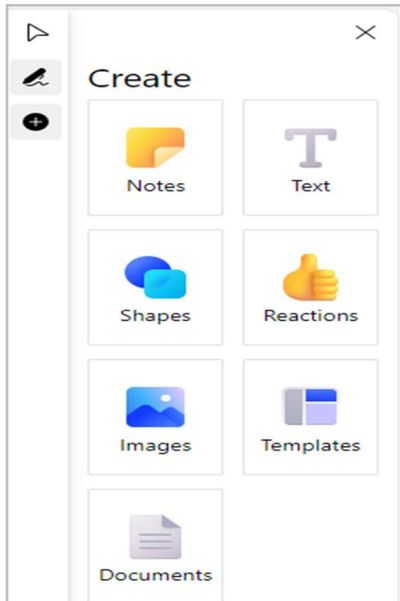 Create
Notes
Text
Shapes
Reactions
Images
Templates
Documents